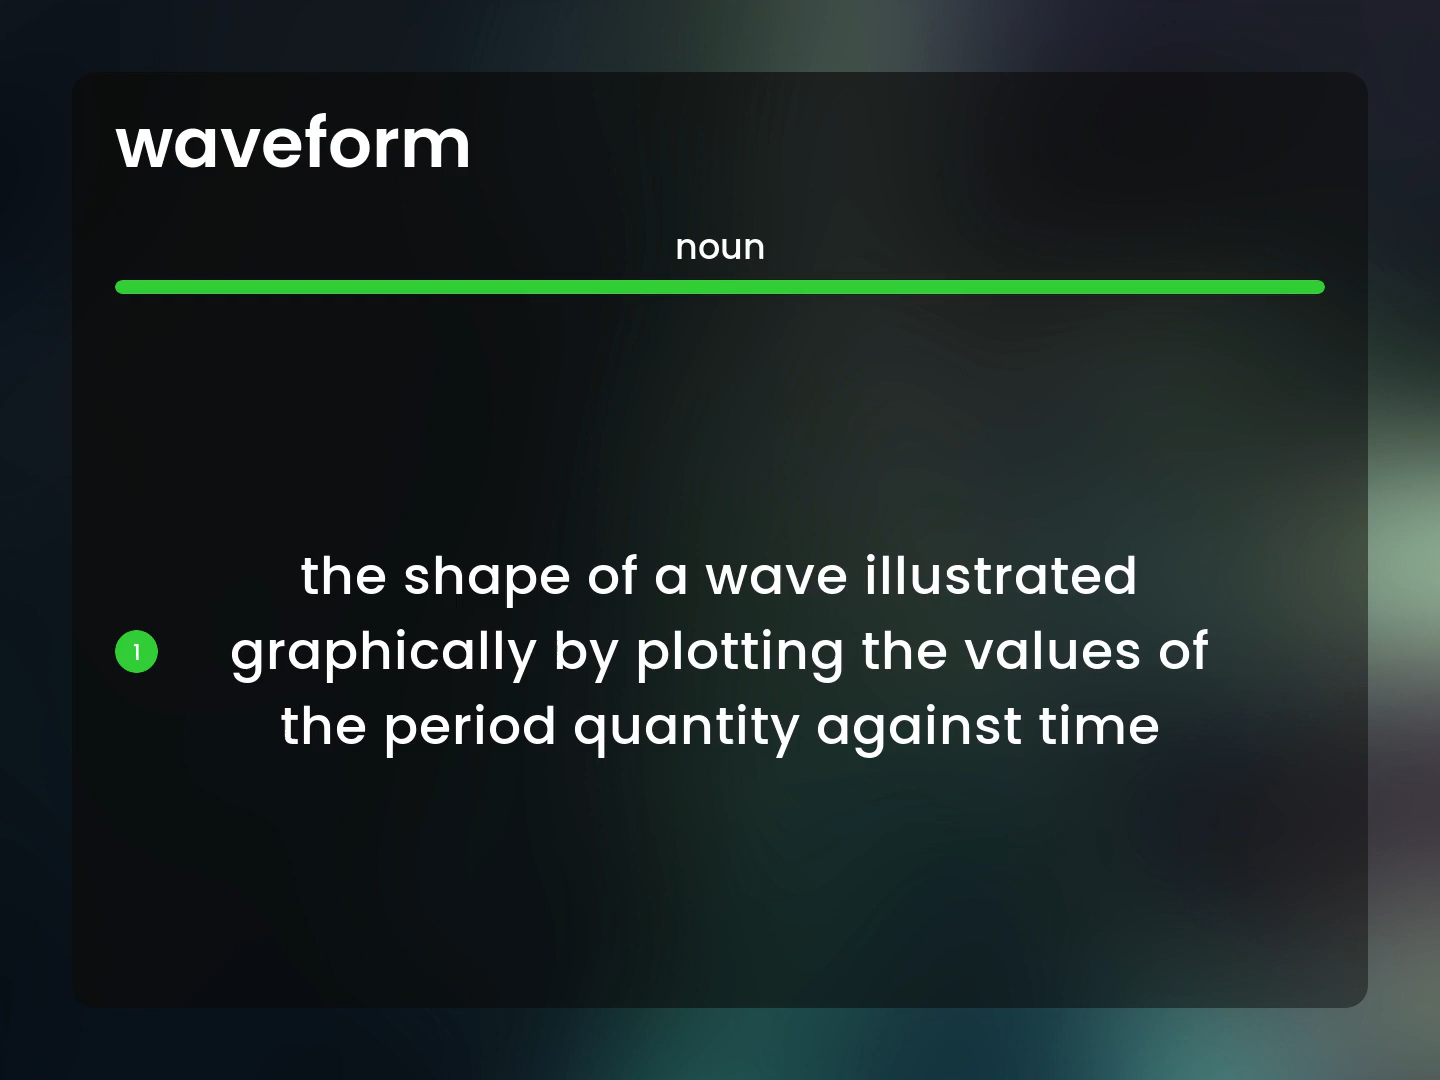 waveform
noun
1
the shape of a wave illustrated
graphically by plotting the values of
the period quantity against time